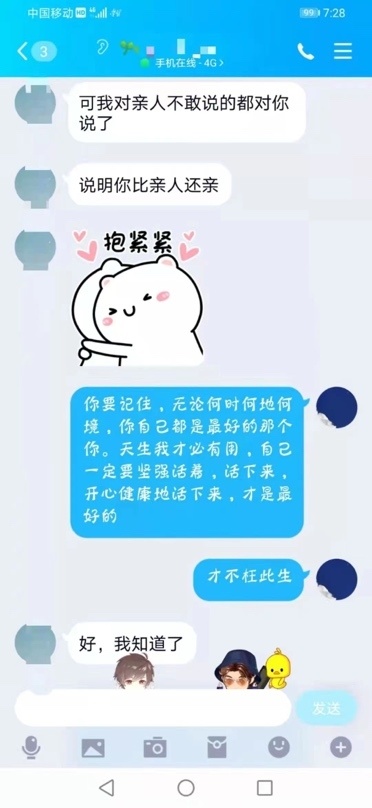 中国移动 HD 4G 99 7:28
3
手机在线 - 4G >
可我对亲人不敢说的都对你
说了
说明你比亲人还亲
抱紧紧
你要记住，无论何时何地何
境，你自己都是最好的那个
你。天生我才必有用，自己
一定要坚强活着，活下来，
开心健康地活下来，才是最
好的
才不枉此生
好，我知道了
发送